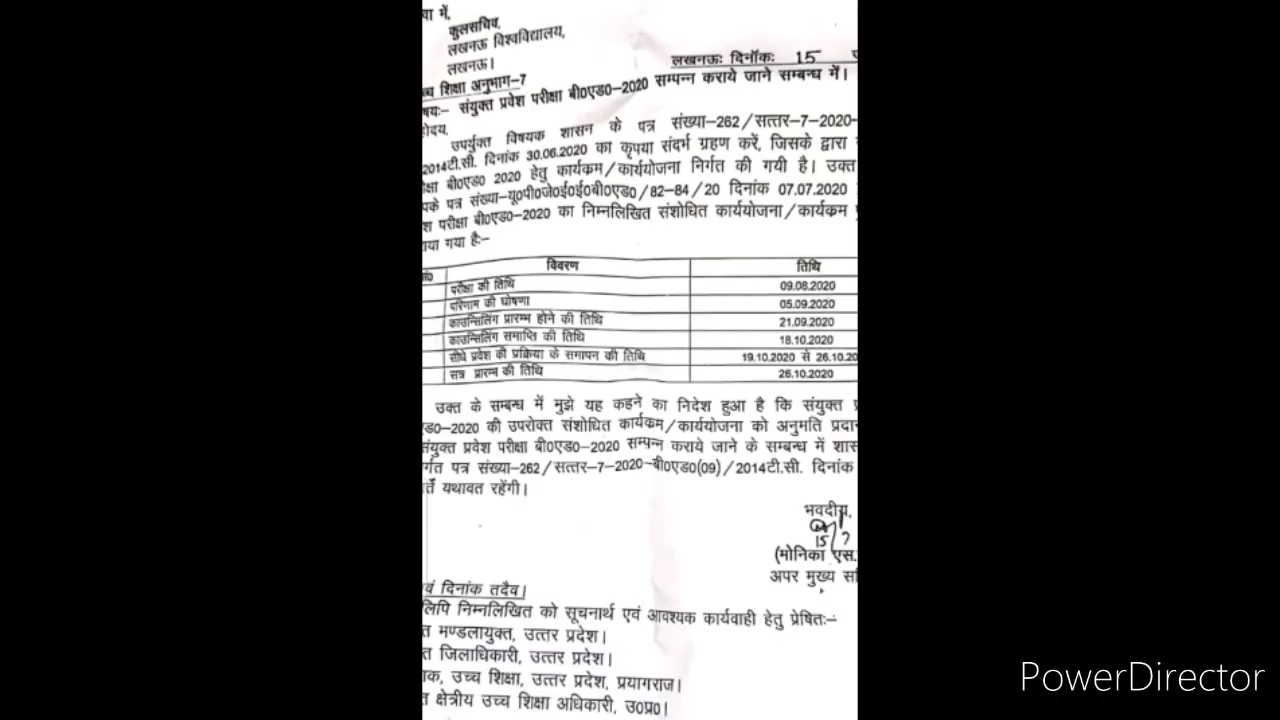 में,
कुलसचिव,
लखनऊ विश्वविद्यालय,
लखनऊ।
लखनऊः दिनॉकः 15
शिक्षा अनुभाग-7
संयुक्त प्रवेश परीक्षा बी0एड0-2020 सम्पन्न कराये जाने सम्बन्ध में।
उपर्युक्त विषयक शासन के पत्र संख्या-262/सत्तर-7-2020-
2014टी.सी. दिनांक 30.06.2020 का कृपया संदर्भ ग्रहण करें, जिसके द्वारा
बी0एड0 2020 हेतु कार्यक्रम/कार्ययोजना निर्गत की गयी है। उक्त
पत्र संख्या-यू0पी0जे0ई0ई0बी0एड0/82-84/20 दिनांक 07.07.2020
परीक्षा बी0एड0-2020 का निम्नलिखित संशोधित कार्ययोजना/कार्यक्रम
गया हैः-
विवरण तिथि
परीक्षा की तिथि 09.08.2020
परिणाम की घोषणा 05.09.2020
काउन्सिलिंग प्रारम्भ होने की तिथि 21.09.2020
काउन्सिलिंग समाप्ति की तिथि 18.10.2020
सीधे प्रवेश की प्रक्रिया के समापन की तिथि 19.10.2020 से 26.10.20
सत्र प्रारम्भ की तिथि 26.10.2020
उक्त के सम्बन्ध में मुझे यह कहने का निदेश हुआ है कि संयुक्त
एड0-2020 की उपरोक्त संशोधित कार्यक्रम/कार्ययोजना को अनुमति
संयुक्त प्रवेश परीक्षा बी0एड0-2020 सम्पन्न कराये जाने के सम्बन्ध में
पत्र संख्या-262/सत्तर-7-2020-बी0एड0(09)/2014टी.सी. दिनांक
यथावत रहेंगी।
भवदीय,
15/7
(मोनिका एस.
अपर मुख्य
दिनांक तदैव।
निम्नलिखित को सूचनार्थ एवं आवश्यक कार्यवाही हेतु प्रेषितः-
मण्डलायुक्त, उत्तर प्रदेश।
जिलाधिकारी, उत्तर प्रदेश।
उच्च शिक्षा, उत्तर प्रदेश, प्रयागराज।
क्षेत्रीय उच्च शिक्षा अधिकारी, उ0प्र0।
PowerDirector